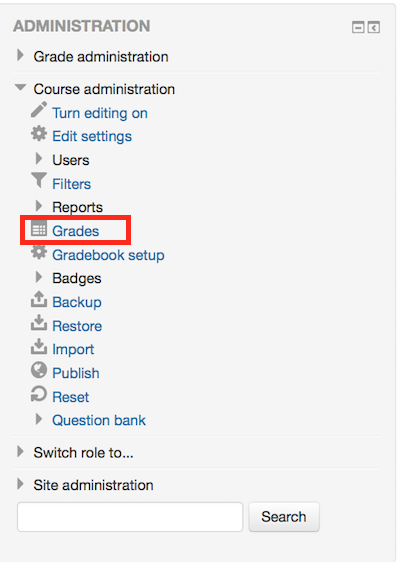 ADMINISTRATION
Grade administration
Course administration
Turn editing on
Edit settings
Users
Filters
Reports
Grades
Gradebook setup
Badges
Backup
Restore
Import
Publish
Reset
Question bank
Switch role to...
Site administration
Search